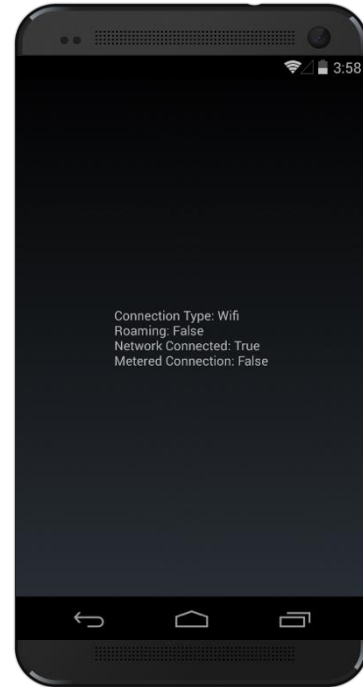 3:58
Connection Type: Wifi
Roaming: False
Network Connected: True
Metered Connection: False